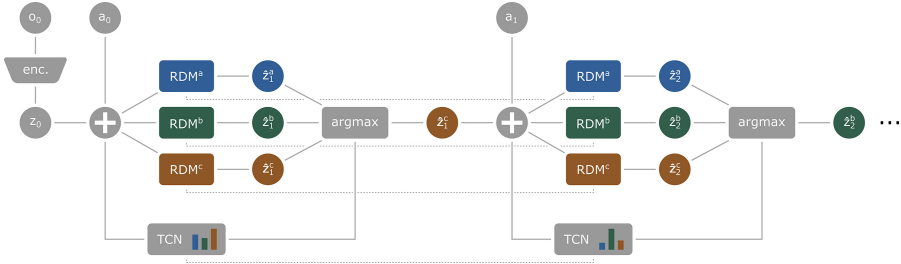 o₀
a₀
a₁
enc.
RDMᵃ
ẑ₁ᵃ
RDMᵃ
ẑ₂ᵃ
z₀
+
RDMᵇ
ẑ₁ᵇ
argmax
ẑ₁ᶜ
+
RDMᵇ
ẑ₂ᵇ
argmax
ẑ₂ᵇ
...
RDMᶜ
ẑ₁ᶜ
RDMᶜ
ẑ₂ᶜ
TCN
TCN